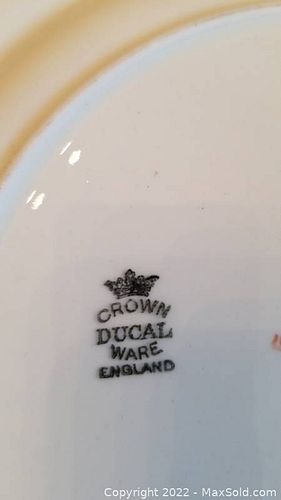 CROWN
DUCAL
WARE
ENGLAND
Copyright 2022 - MaxSold.com